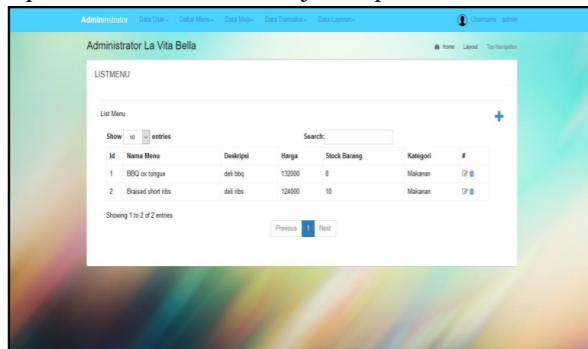 Administrator Data User Daftar Menu Data Meja Data Transaksi Data Laporan Username : admin
Administrator La Vita Bella Home Layout Top Navigation
LISTMENU
List Menu
Show 10 entries Search:
Id Nama Menu Deskripsi Harga Stock Barang Kategori #
1 BBQ ox tongue deli bbq 132000 8 Makanan
2 Braised short ribs deli ribs 124000 10 Makanan
Showing 1 to 2 of 2 entries
Previous 1 Next